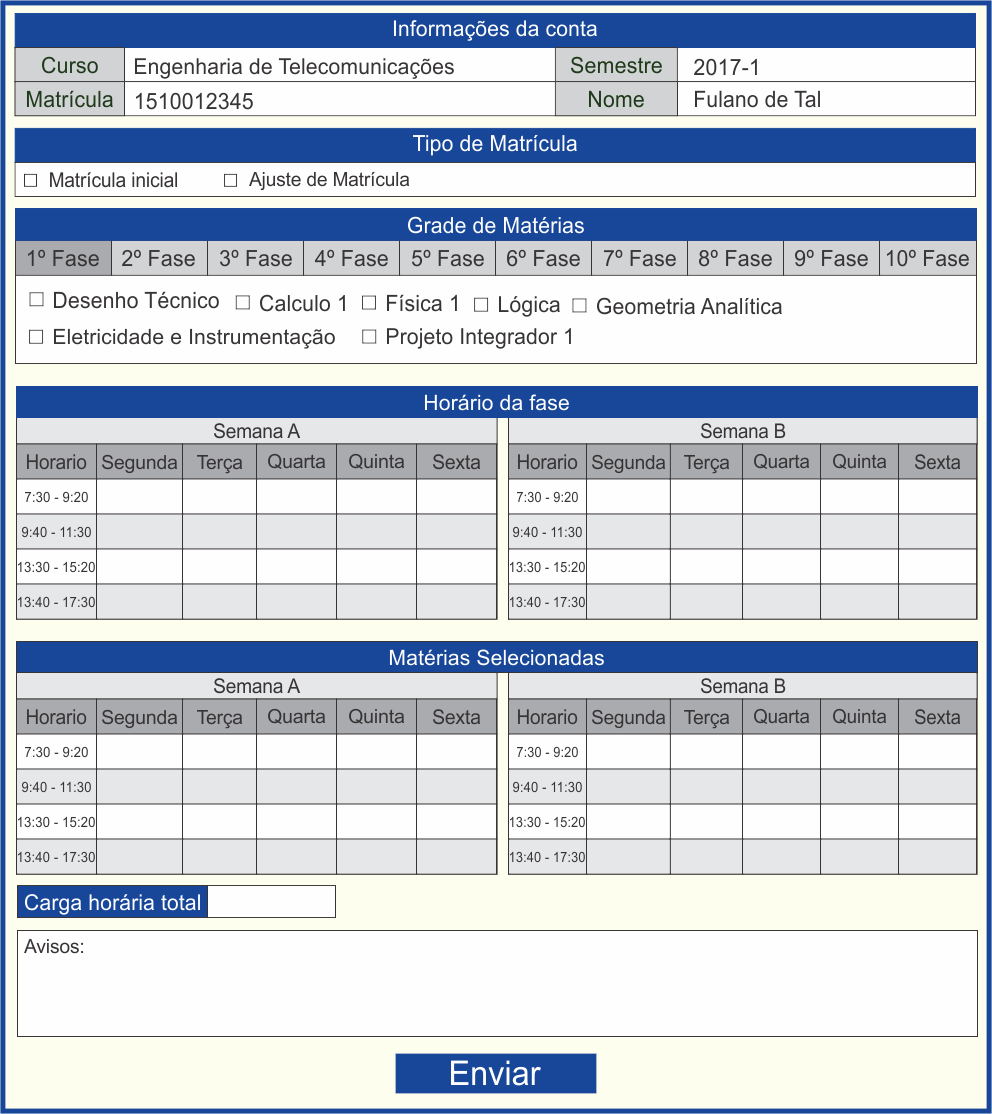 Informações da conta
Curso Engenharia de Telecomunicações Semestre 2017-1
Matrícula 1510012345 Nome Fulano de Tal
Tipo de Matrícula
Matrícula inicial Ajuste de Matrícula
Grade de Matérias
1º Fase 2º Fase 3º Fase 4º Fase 5º Fase 6º Fase 7º Fase 8º Fase 9º Fase 10º Fase
Desenho Técnico Calculo 1 Física 1 Lógica Geometria Analítica
Eletricidade e Instrumentação Projeto Integrador 1
Horário da fase
Semana A Semana B
Horario Segunda Terça Quarta Quinta Sexta Horario Segunda Terça Quarta Quinta Sexta
7:30 - 9:20 7:30 - 9:20
9:40 - 11:30 9:40 - 11:30
13:30 - 15:20 13:30 - 15:20
13:40 - 17:30 13:40 - 17:30
Matérias Selecionadas
Semana A Semana B
Horario Segunda Terça Quarta Quinta Sexta Horario Segunda Terça Quarta Quinta Sexta
7:30 - 9:20 7:30 - 9:20
9:40 - 11:30 9:40 - 11:30
13:30 - 15:20 13:30 - 15:20
13:40 - 17:30 13:40 - 17:30
Carga horária total
Avisos:
Enviar